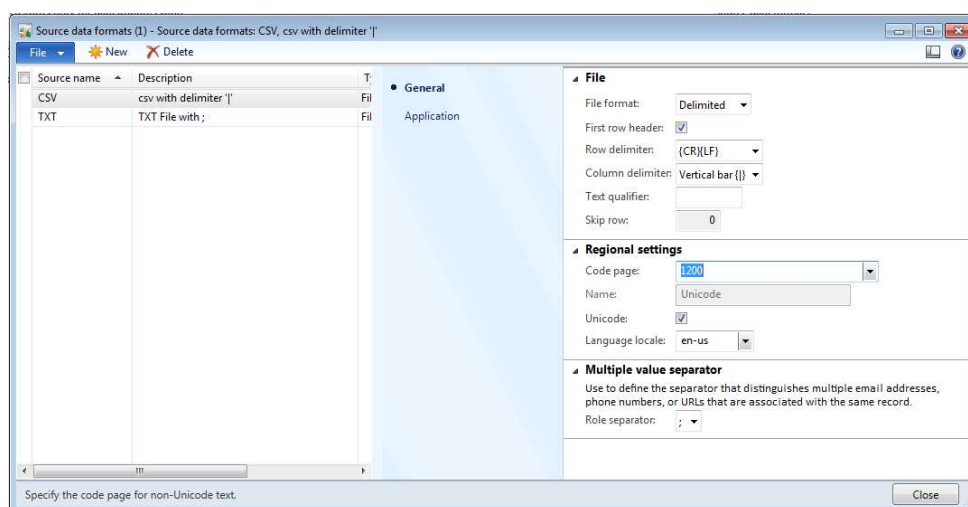 Source data formats (1) - Source data formats: CSV, csv with delimiter '|'
File New Delete
Source name Description
CSV csv with delimiter '|' Fil
TXT TXT File with ; Fil
General
Application
File
File format: Delimited
First row header:
Row delimiter: {CR}{LF}
Column delimiter: Vertical bar {|}
Text qualifier:
Skip row: 0
Regional settings
Code page: 1200
Name: Unicode
Unicode:
Language locale: en-us
Multiple value separator
Use to define the separator that distinguishes multiple email addresses,
phone numbers, or URLs that are associated with the same record.
Role separator: ;
Specify the code page for non-Unicode text.
Close